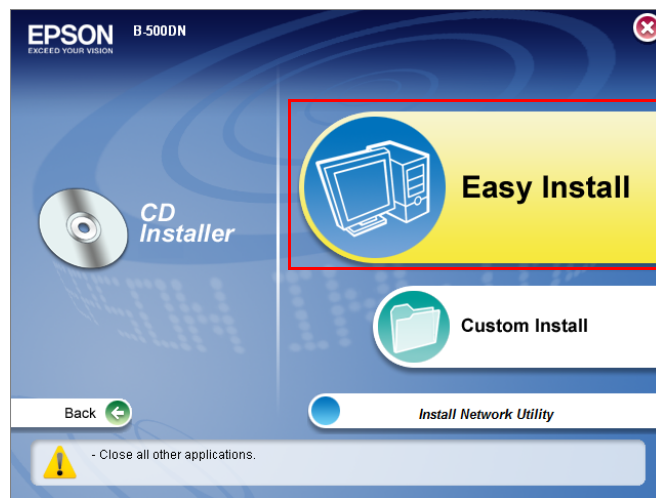 EPSON
EXCEED YOUR VISION
B-500DN
CD
Installer
Easy Install
Custom Install
Back
Install Network Utility
- Close all other applications.